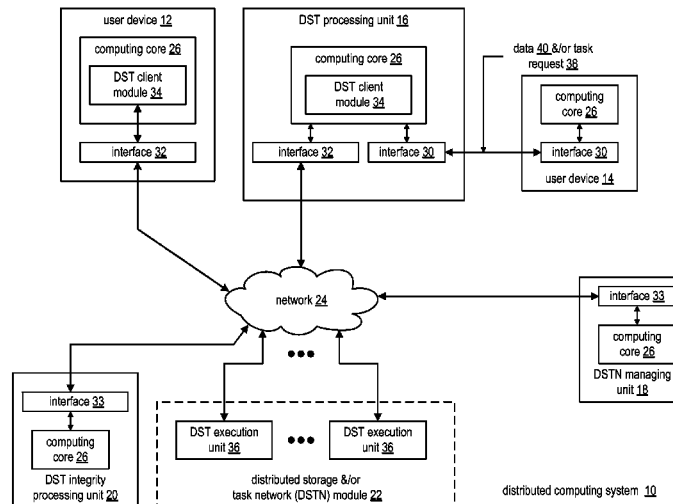 user device 12
computing core 26
DST client
module 34
interface 32
DST processing unit 16
computing core 26
DST client
module 34
interface 32
interface 30
data 40 &/or task
request 38
computing
core 26
interface 30
user device 14
network 24
interface 33
computing
core 26
DSTN managing
unit 18
interface 33
computing
core 26
DST integrity
processing unit 20
DST execution
unit 36
DST execution
unit 36
distributed storage &/or
task network (DSTN) module 22
distributed computing system 10